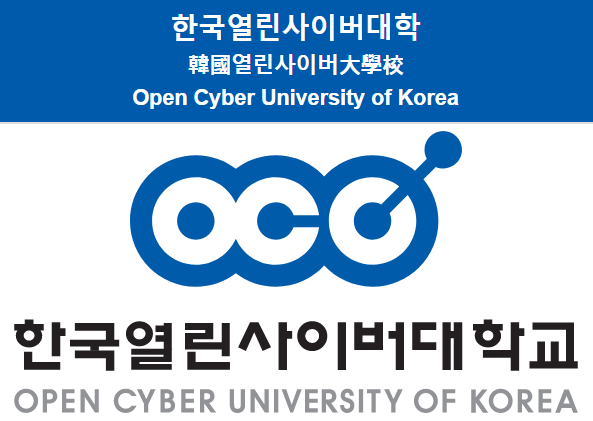 한국열린사이버대학
韓國열린사이버大學校
Open Cyber University of Korea
oco
한국열린사이버대학교
OPEN CYBER UNIVERSITY OF KOREA